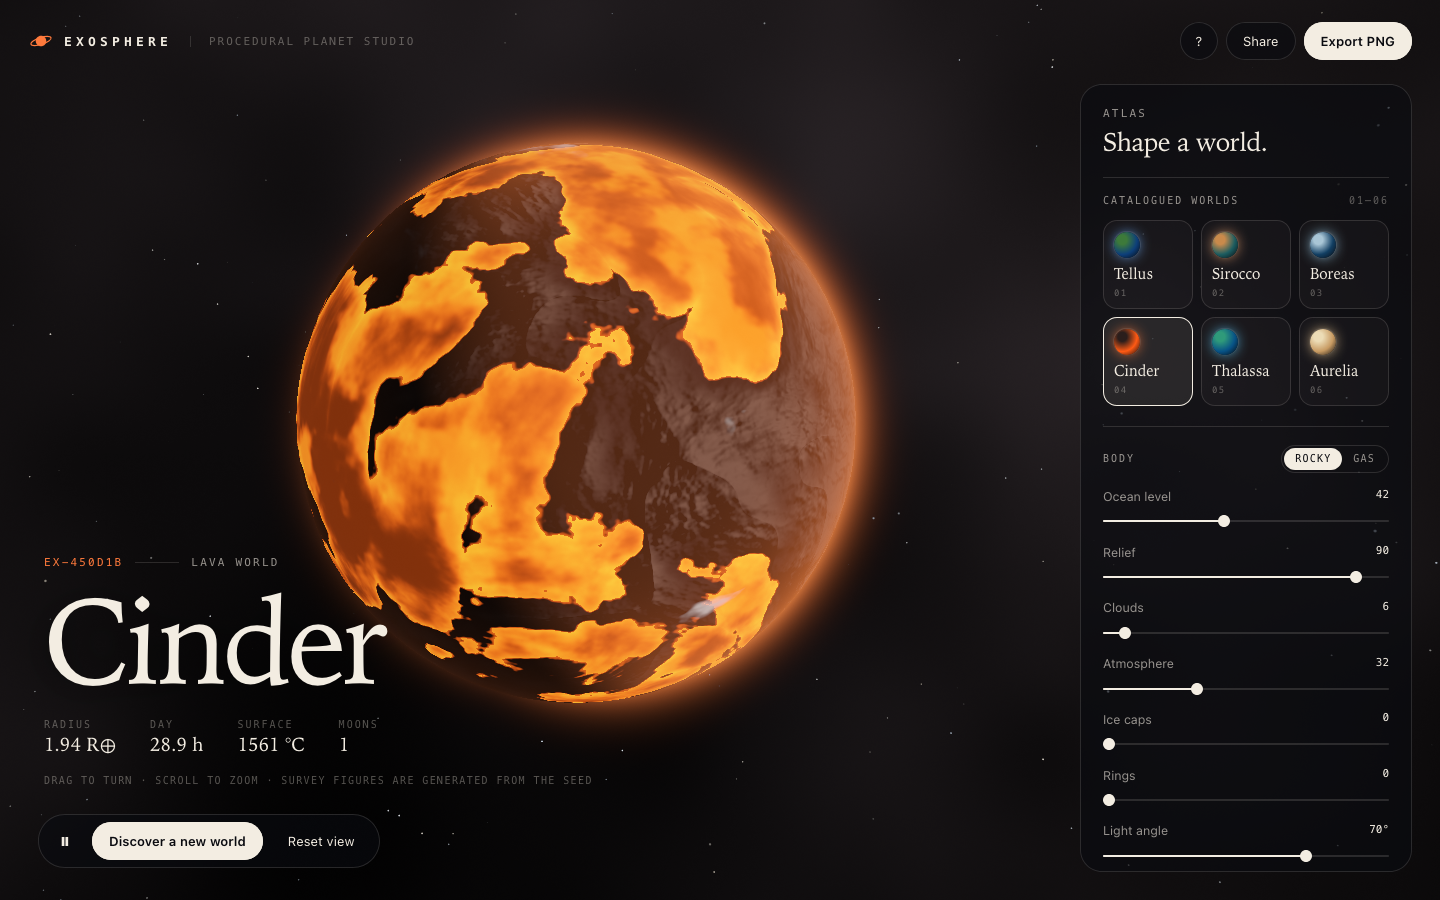 EXOSPHERE
PROCEDURAL PLANET STUDIO
?
Share
Export PNG
ATLAS
Shape a world.
CATALOGUED WORLDS 01–06
Tellus
01
Sirocco
02
Boreas
03
Cinder
04
Thalassa
05
Aurelia
06
BODY
ROCKY
GAS
Ocean level 42
Relief 90
Clouds 6
Atmosphere 32
Ice caps 0
Rings 0
Light angle 70°
EX-450D1B
LAVA WORLD
Cinder
RADIUS DAY SURFACE MOONS
1.94 R⊕ 28.9 h 1561 °C 1
DRAG TO TURN · SCROLL TO ZOOM · SURVEY FIGURES ARE GENERATED FROM THE SEED
Discover a new world
Reset view